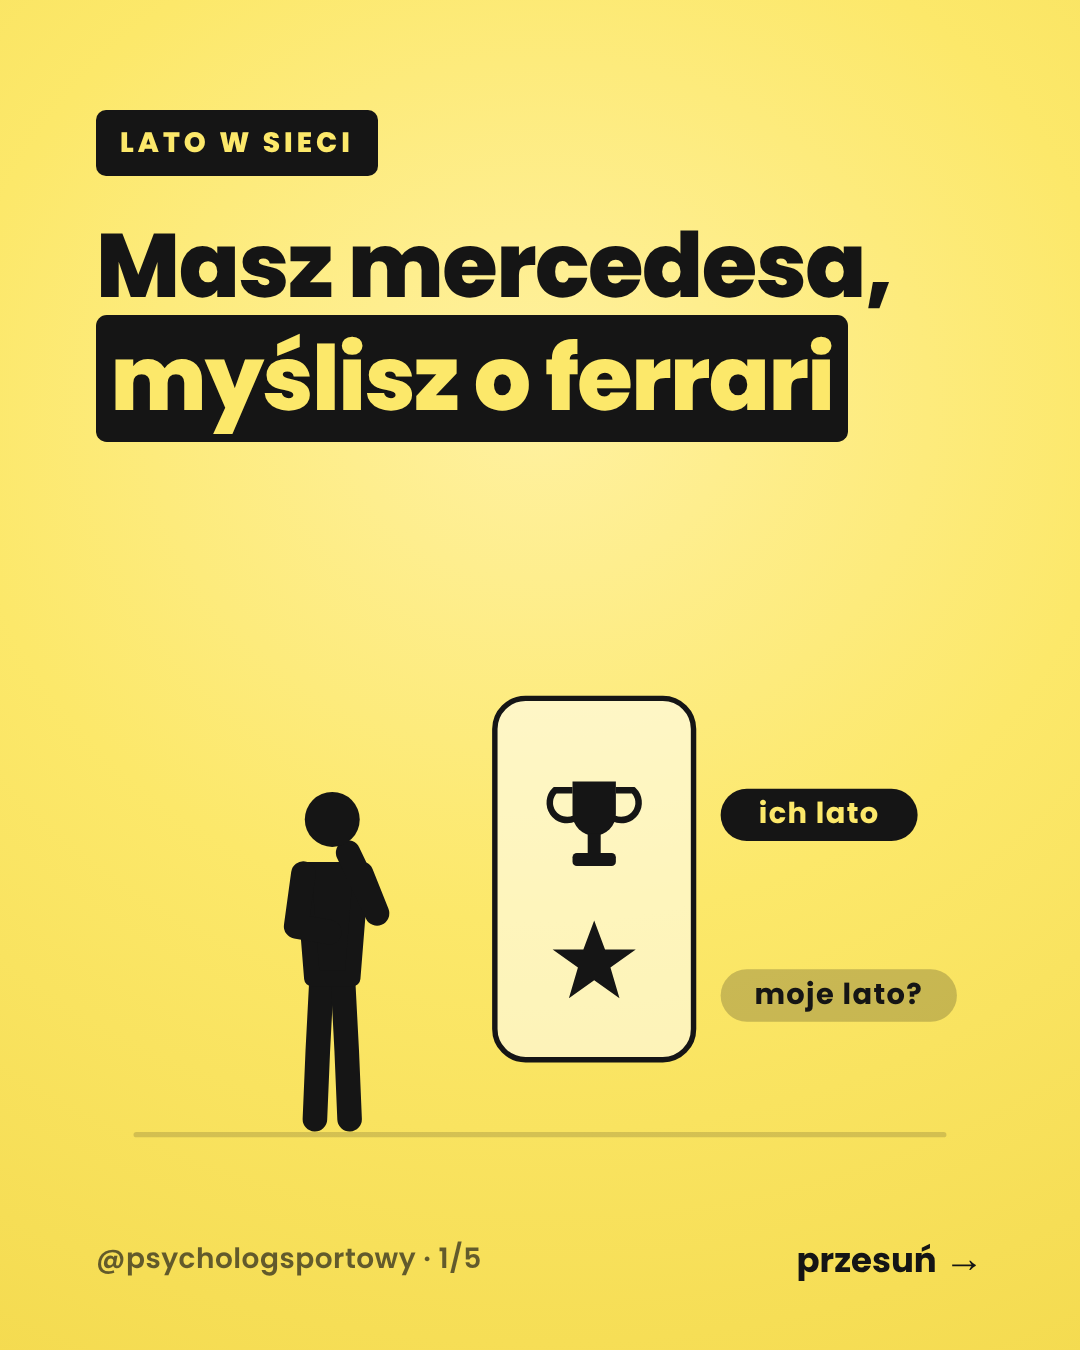 LATO W SIECI
Masz mercedesa,
myślisz o ferrari
ich lato
moje lato?
@psychologsportowy · 1/5
przesuń →